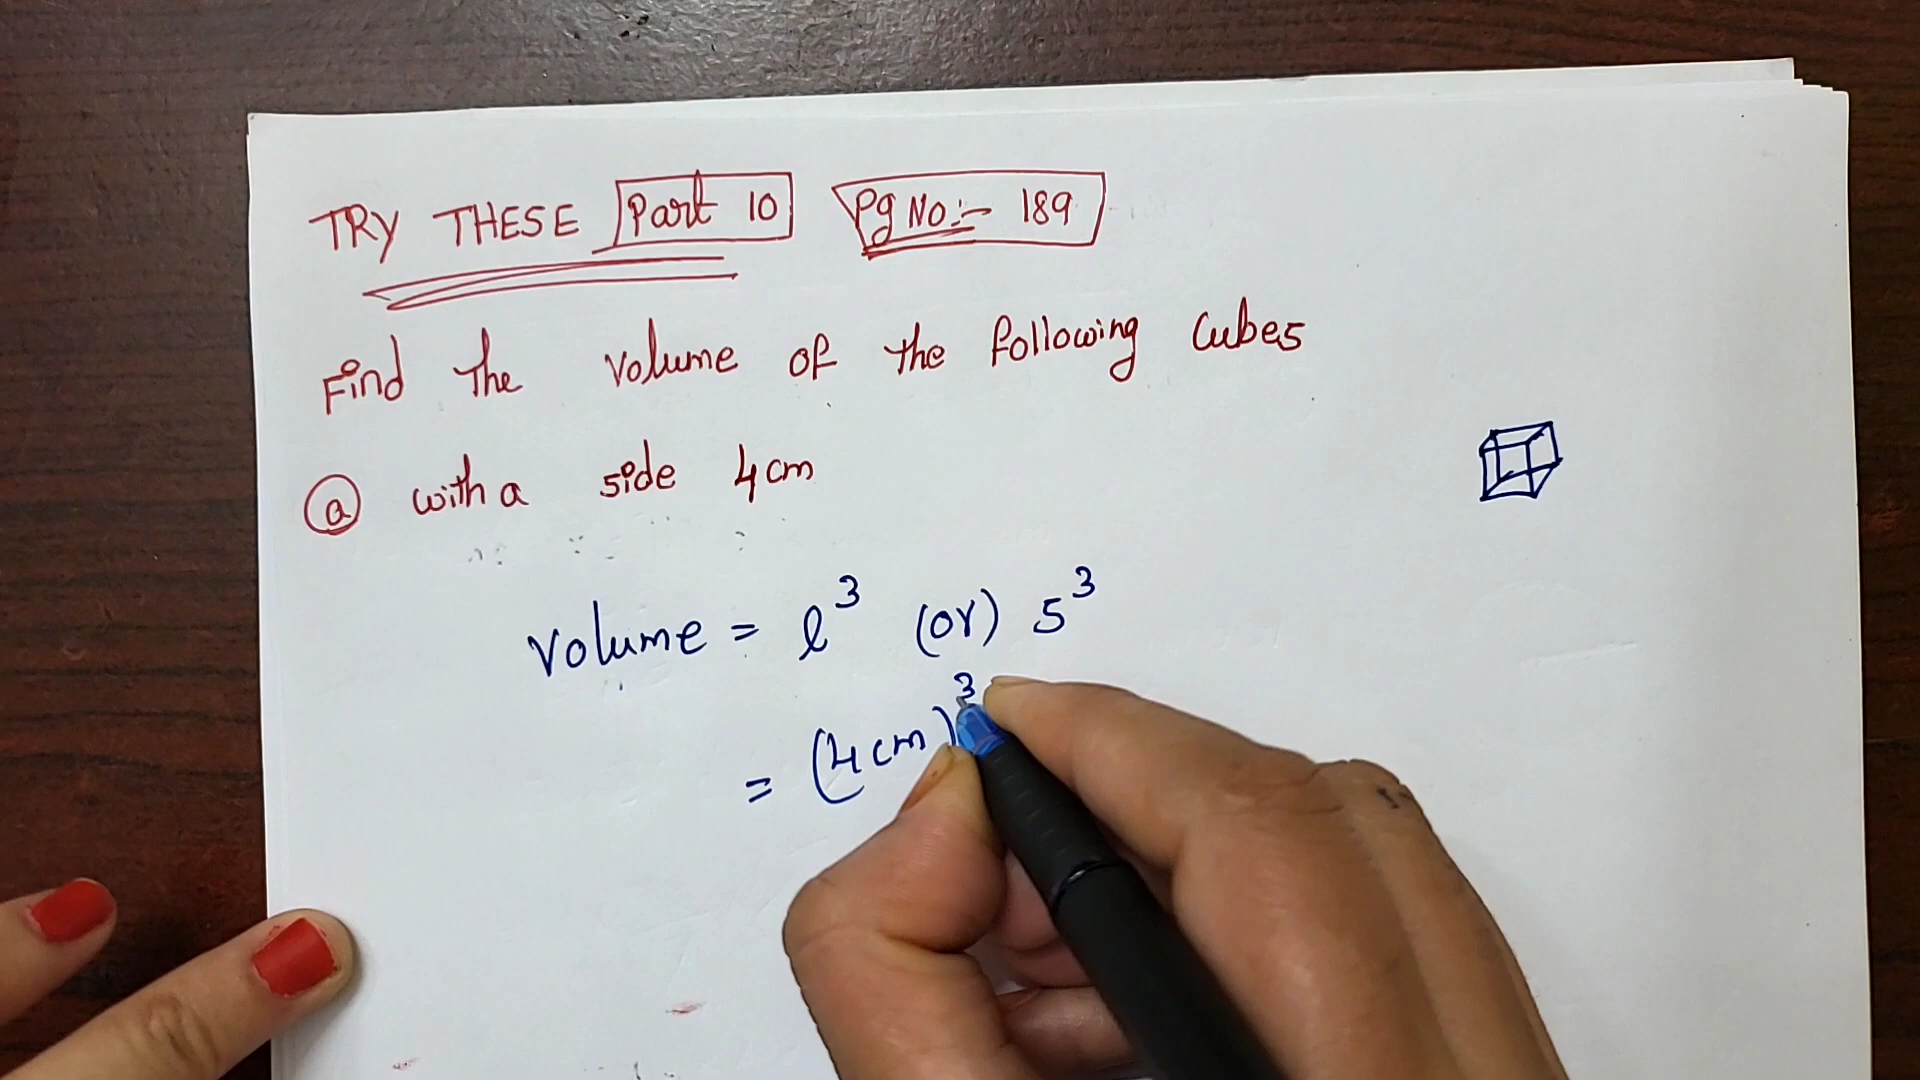 TRY THESE Part 10 Pg No:- 189
Find the volume of the following Cubes
(a) with a side 4cm
Volume = l³ (or) s³
= (4cm)³